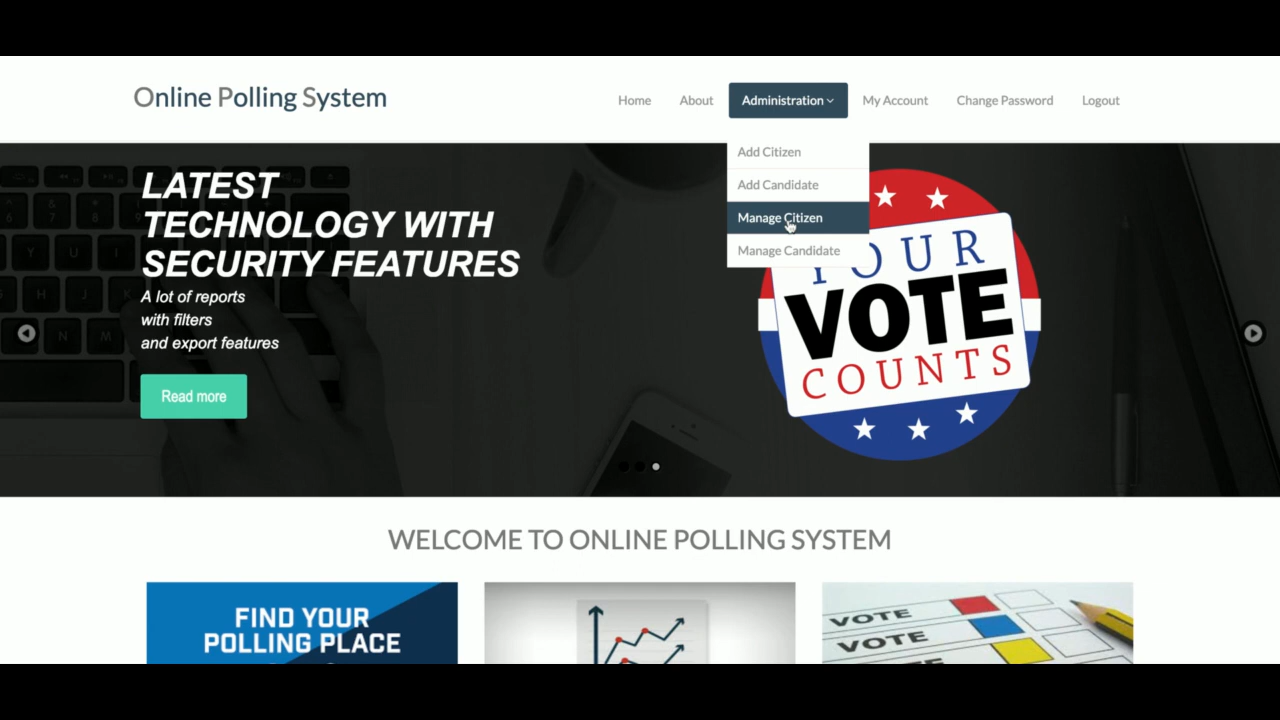 Online Polling System
Home About Administration My Account Change Password Logout
Add Citizen
Add Candidate
Manage Citizen
Manage Candidate
LATEST
TECHNOLOGY WITH
SECURITY FEATURES
A lot of reports
with filters
and export features
Read more
YOUR
VOTE
COUNTS
WELCOME TO ONLINE POLLING SYSTEM
FIND YOUR
POLLING PLACE
VOTE
VOTE